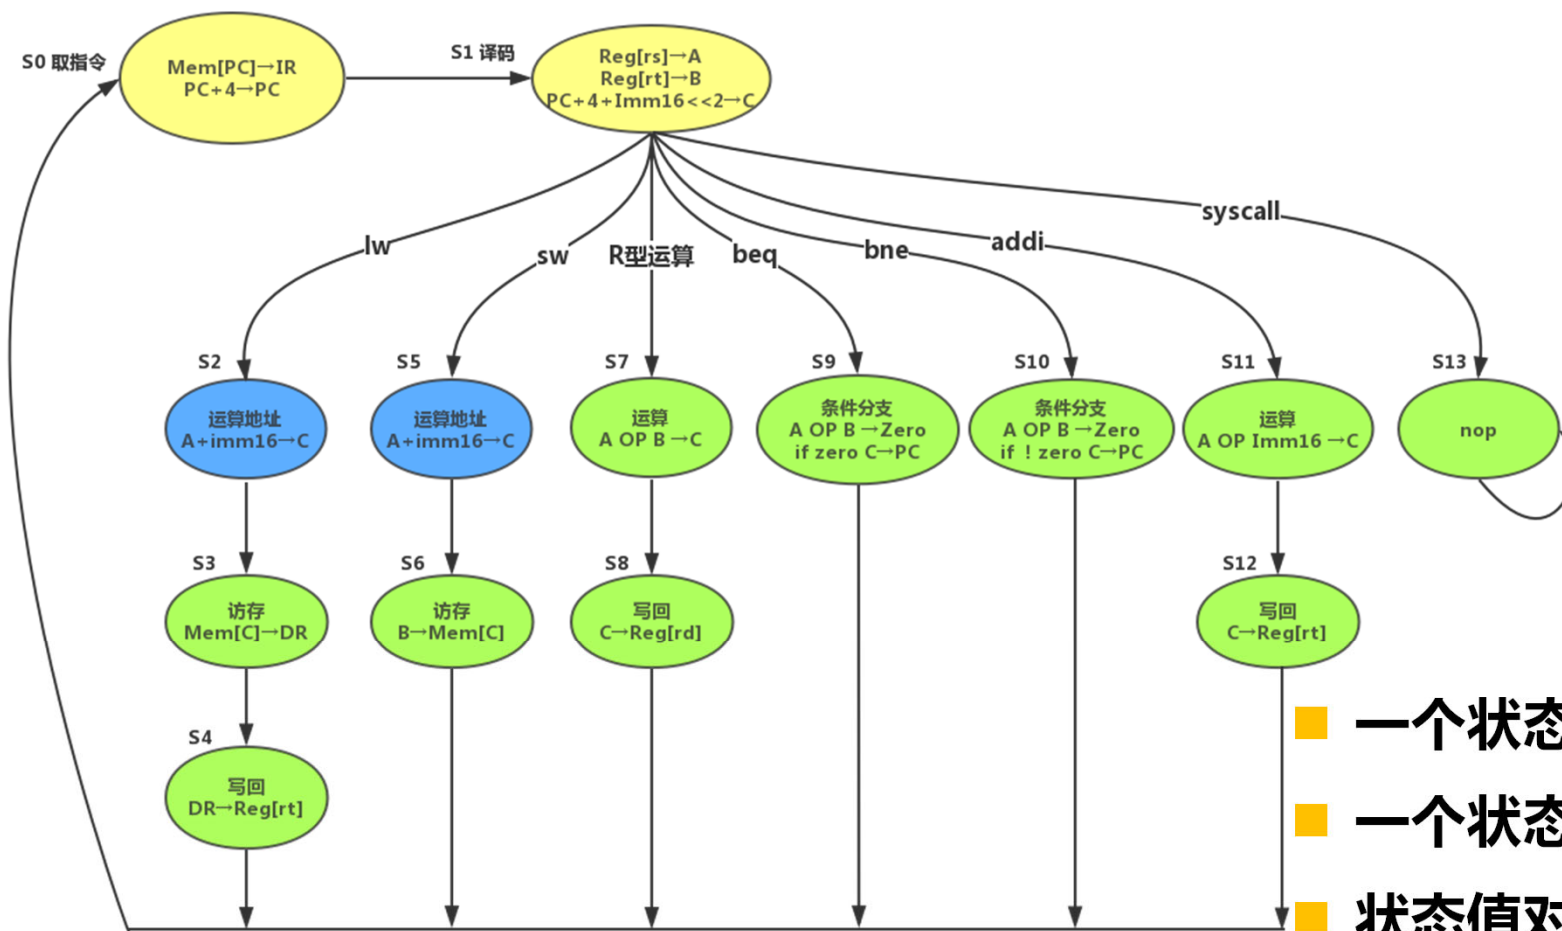 S0 取指令
Mem[PC]→IR
PC+4→PC
S1 译码
Reg[rs]→A
Reg[rt]→B
PC+4+Imm16<<2→C
lw
sw
R型运算
beq
bne
addi
syscall
S2
运算地址
A+imm16→C
S5
运算地址
A+imm16→C
S7
运算
A OP B →C
S9
条件分支
A OP B →Zero
if zero C→PC
S10
条件分支
A OP B →Zero
if ! zero C→PC
S11
运算
A OP Imm16 →C
S13
nop
S3
访存
Mem[C]→DR
S6
访存
B→Mem[C]
S8
写回
C→Reg[rd]
S12
写回
C→Reg[rt]
S4
写回
DR→Reg[rt]
一个状态
一个状态
状态值对